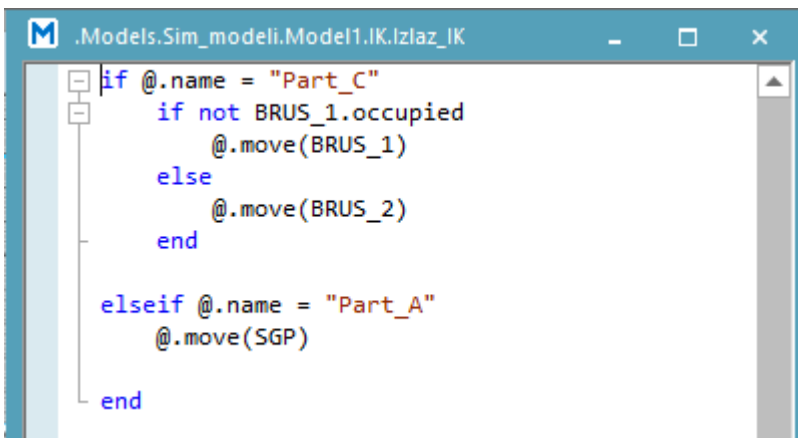 M .Models.Sim_modeli.Model1.IK.Izlaz_IK
if @.name = "Part_C"
if not BRUS_1.occupied
@.move(BRUS_1)
else
@.move(BRUS_2)
end
elseif @.name = "Part_A"
@.move(SGP)
end